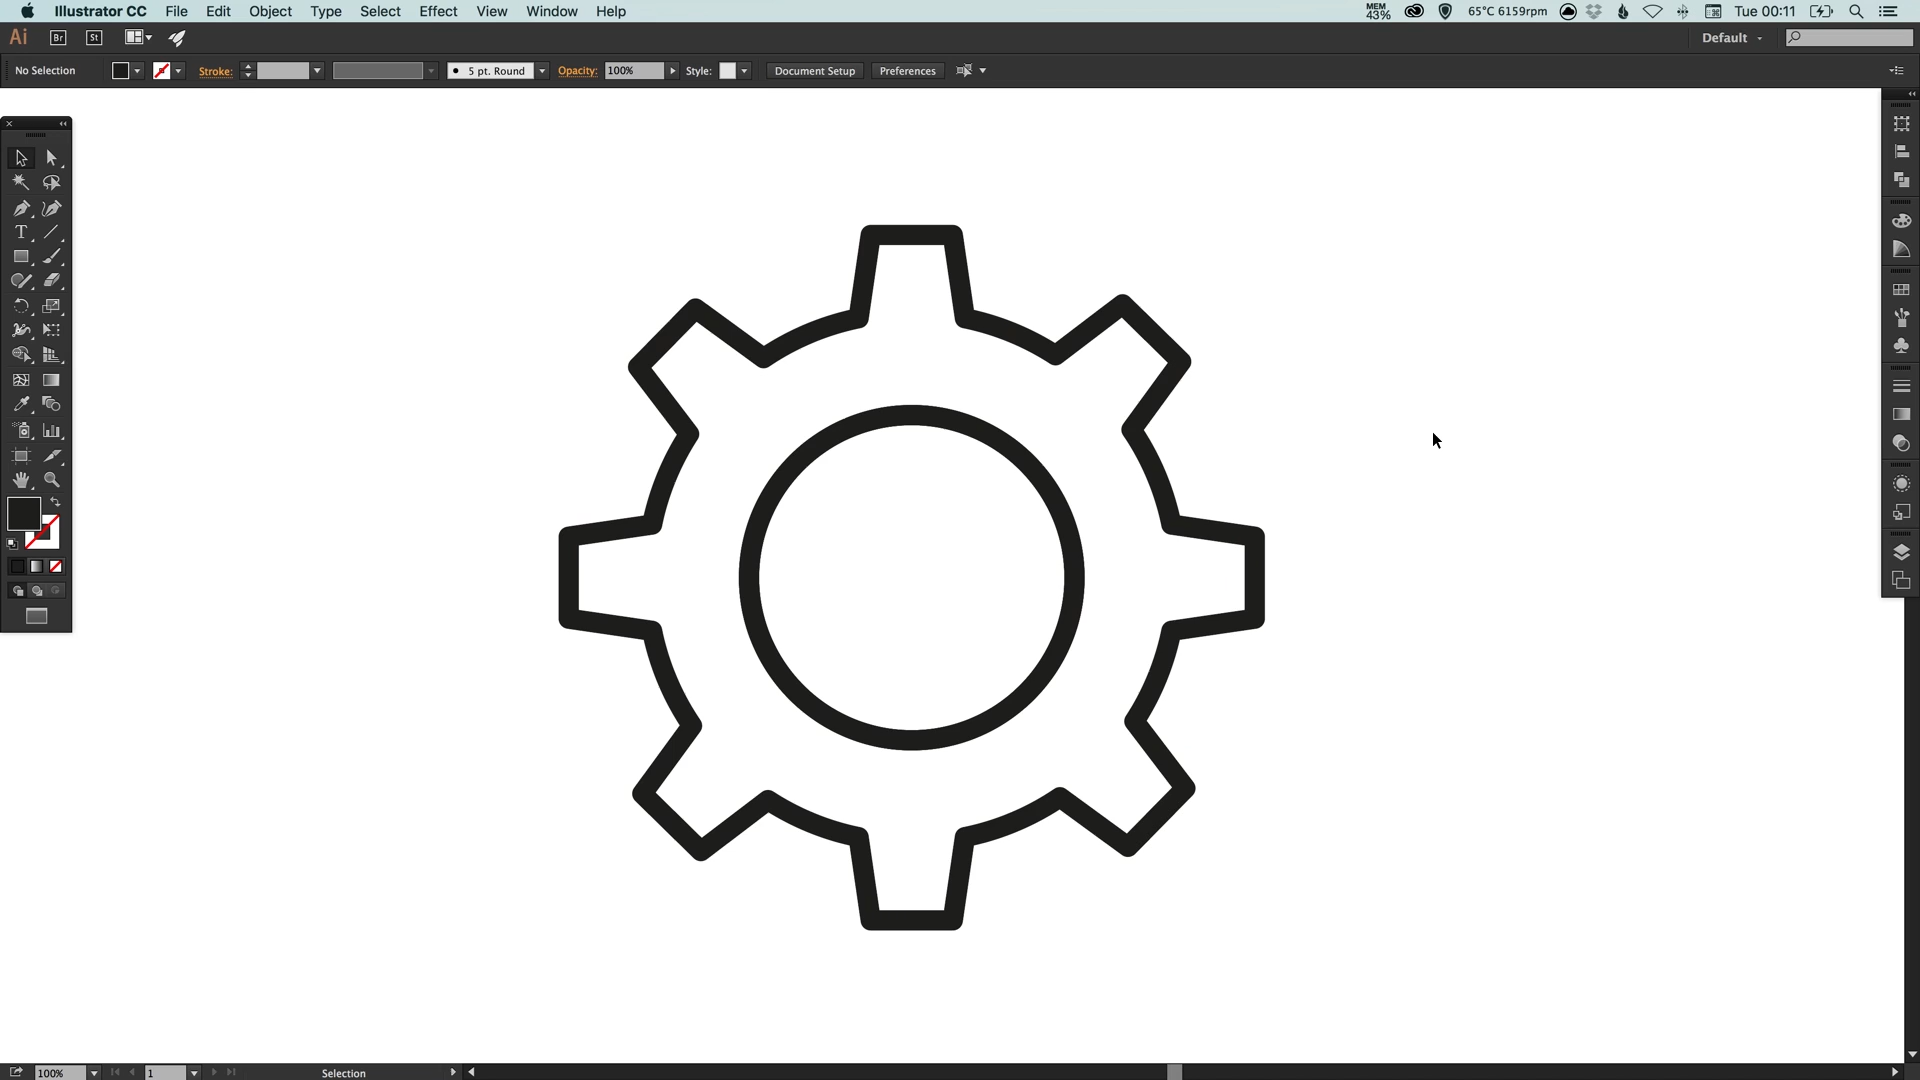 Illustrator CC File Edit Object Type Select Effect View Window Help MEM 43% 65°C 6159rpm Tue 00:11
Ai Br St Default
No Selection Stroke: 5 pt. Round Opacity: 100% Style: Document Setup Preferences
T
100% 1 Selection